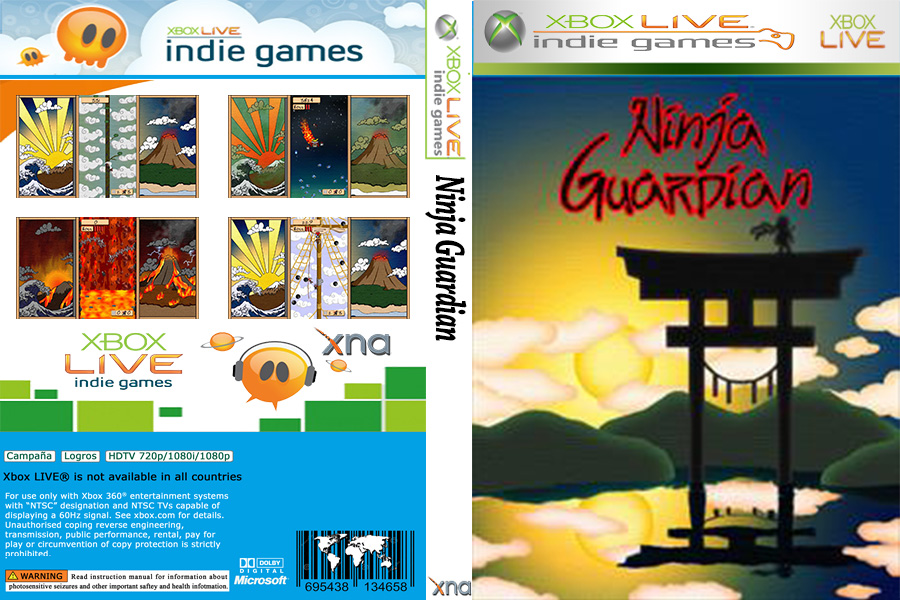 XBOX LIVE
indie games
XBOX LIVE
indie games
Campaña
Logros
HDTV 720p/1080i/1080p
Xbox LIVE® is not available in all countries
For use only with Xbox 360® entertainment systems
with "NTSC" designation and NTSC TVs capable of
displaying a 60Hz signal. See xbox.com for details.
Unauthorised coping reverse engineering,
transmission, public performance, rental, pay for
play or circumvention of copy protection is strictly
prohibited.
WARNING Read instruction manual for information about
photosensitive seizures and other important saftey and health infotmation.
DOLBY
DIGITAL
Microsoft
695438 134658
xna
XBOX LIVE
indie games
Ninja Guardian
xna
XBOX LIVE
indie games
XBOX
LIVE
Ninja
Guardian